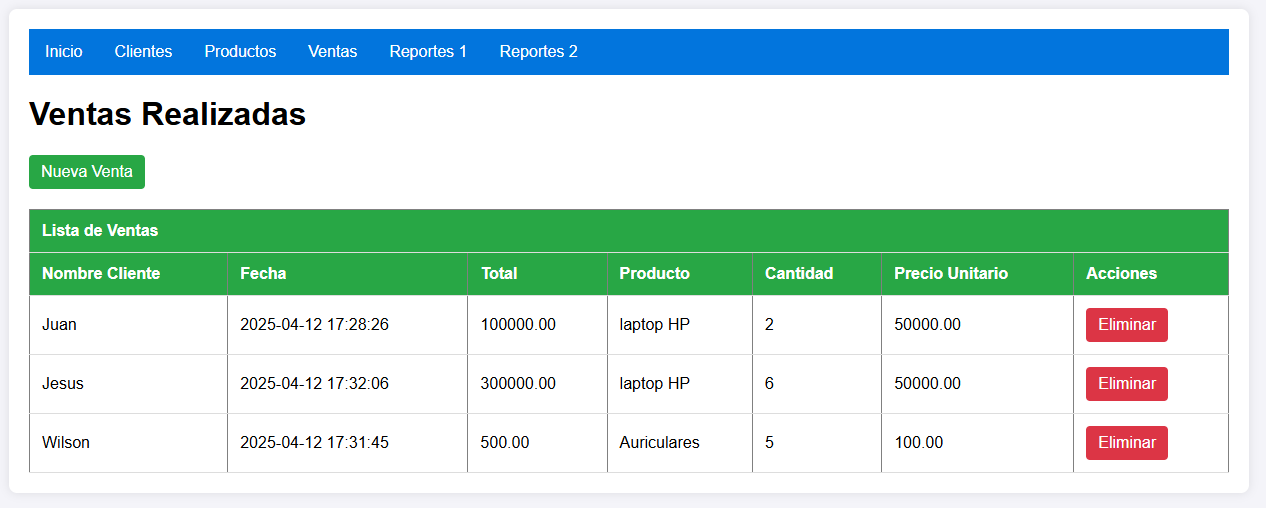 Inicio Clientes Productos Ventas Reportes 1 Reportes 2
Ventas Realizadas
Nueva Venta
Lista de Ventas
Nombre Cliente Fecha Total Producto Cantidad Precio Unitario Acciones
Juan 2025-04-12 17:28:26 100000.00 laptop HP 2 50000.00 Eliminar
Jesus 2025-04-12 17:32:06 300000.00 laptop HP 6 50000.00 Eliminar
Wilson 2025-04-12 17:31:45 500.00 Auriculares 5 100.00 Eliminar